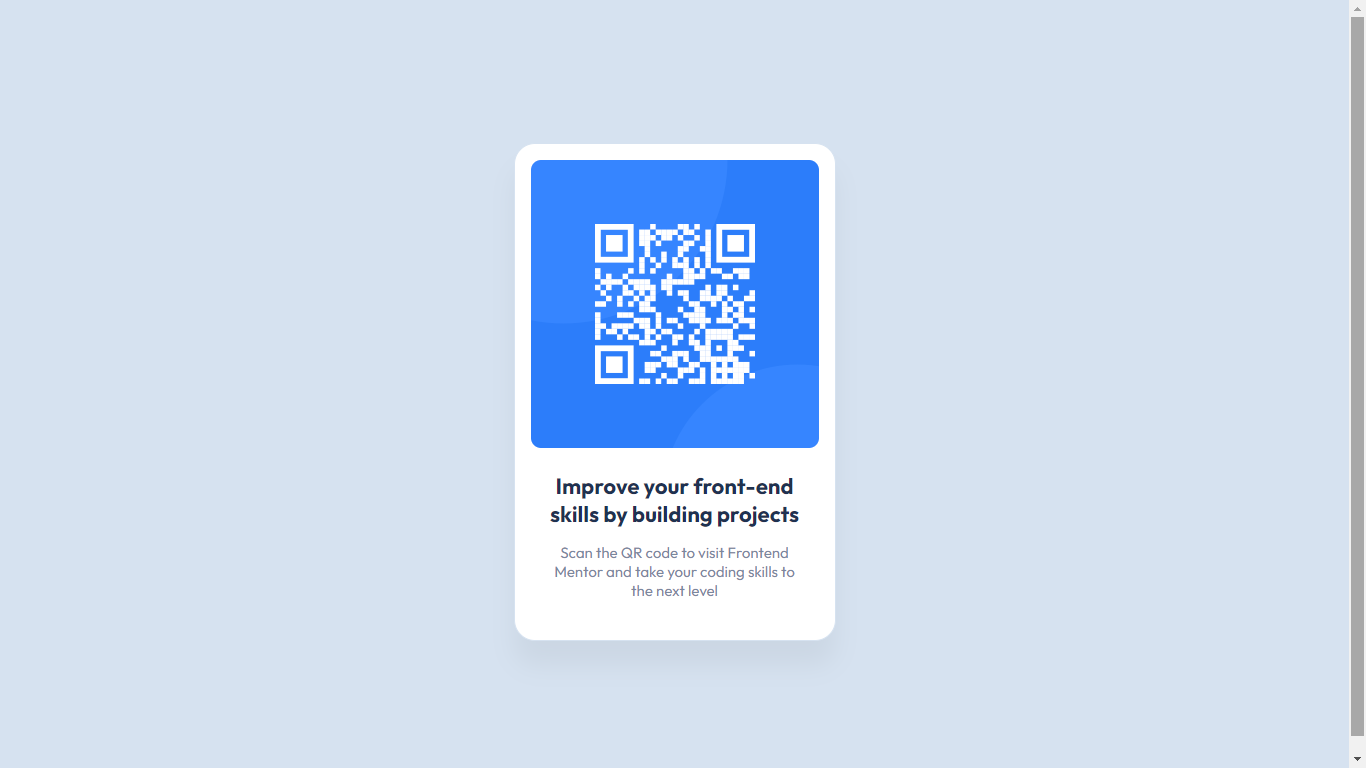 Improve your front-end
skills by building projects
Scan the QR code to visit Frontend
Mentor and take your coding skills to
the next level